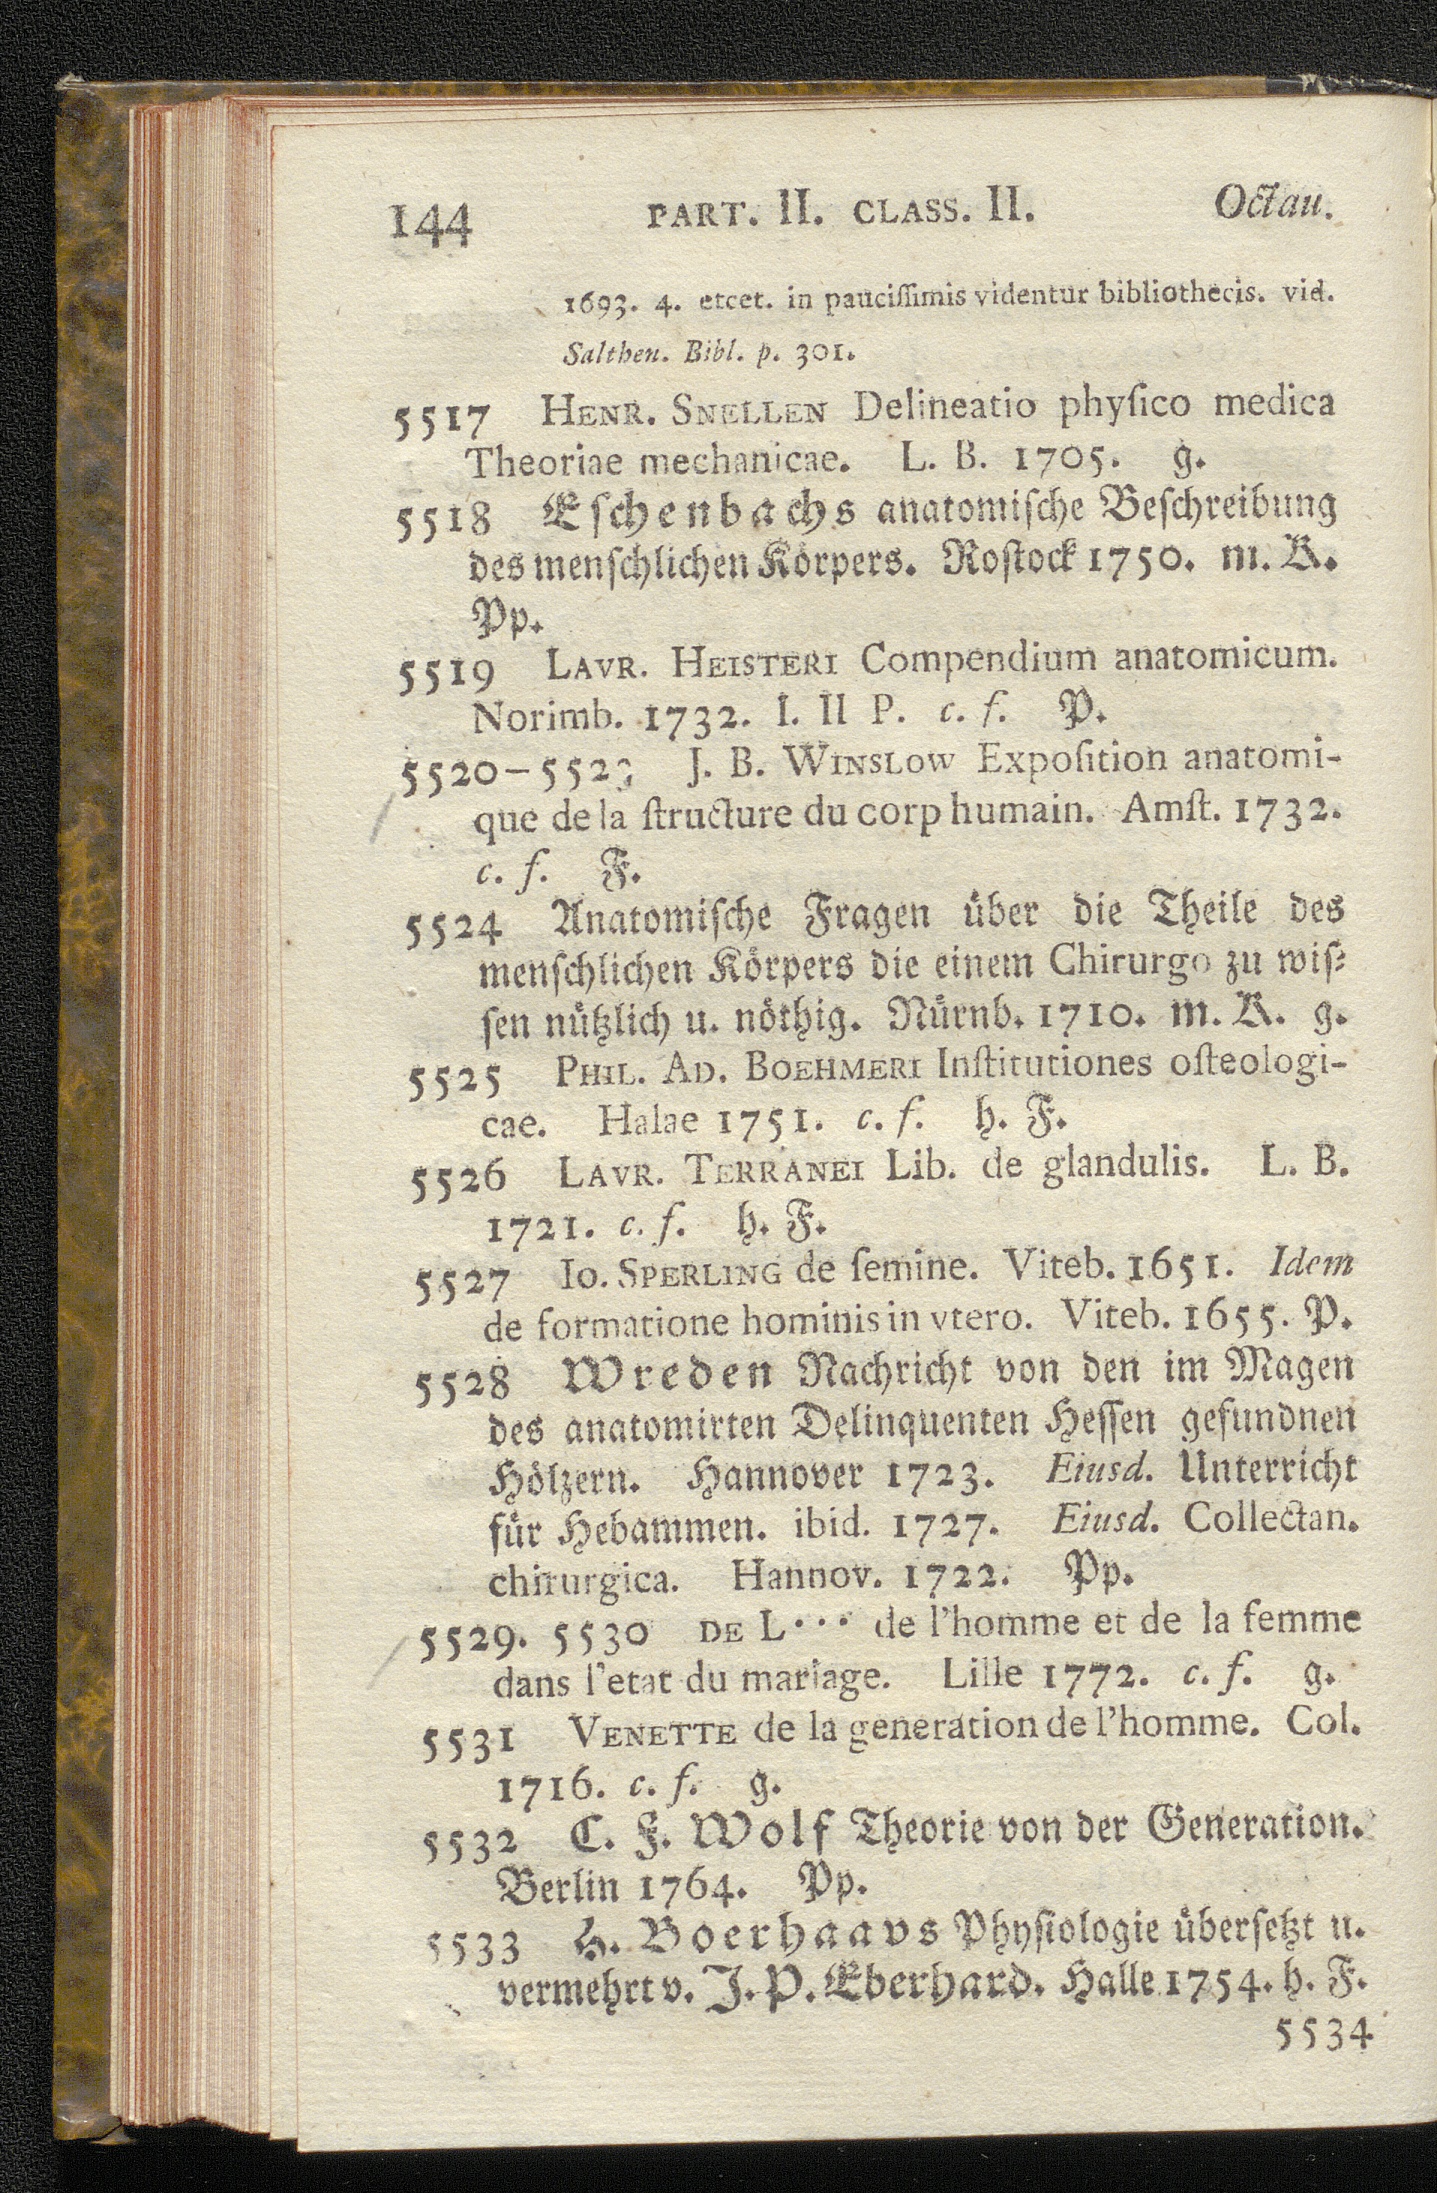 144 PART. II. CLASS. II. Octau.
1693. 4. etcet. in pauciſſimis videntur bibliothecis. vid.
Salthen. Bibl. p. 301.
5517 HENR. SNELLEN Delineatio phyſico medica
Theoriae mechanicae. L. B. 1705. g.
5518 Eſchenbachs anatomiſche Beſchreibung
des menſchlichen Körpers. Roſtock 1750. m. K.
Pp.
5519 LAVR. HEISTERI Compendium anatomicum.
Norimb. 1732. I. II P. c. f. P.
5520–5523 J. B. WINSLOW Expoſition anatomi-
que de la ſtructure du corp humain. Amſt. 1732.
c. f. F.
5524 Anatomiſche Fragen über die Theile des
menſchlichen Körpers die einem Chirurgo zu wiſ⸗
ſen nützlich u. nöthig. Nürnb. 1710. m. K. g.
5525 PHIL. AD. BOEHMERI Inſtitutiones oſteologi-
cae. Halae 1751. c. f. h. F.
5526 LAVR. TERRANEI Lib. de glandulis. L. B.
1721. c. f. h. F.
5527 IO. SPERLING de ſemine. Viteb. 1651. Idem
de formatione hominis in vtero. Viteb. 1655. P.
5528 Wreden Nachricht von den im Magen
des anatomirten Delinquenten Heſſen gefundnen
Hölzern. Hannover 1723. Eiusd. Unterricht
für Hebammen. ibid. 1727. Eiusd. Collectan.
chirurgica. Hannov. 1722. Pp.
5529. 5530 DE L··· de l'homme et de la femme
dans l'etat du mariage. Lille 1772. c. f. g.
5531 VENETTE de la generation de l'homme. Col.
1716. c. f. g.
5532 C. F. Wolf Theorie von der Generation.
Berlin 1764. Pp.
5533 H. Boerhaavs Phyſiologie überſetzt u.
vermehrt v. J. P. Eberhard. Halle 1754. h. F.
5534